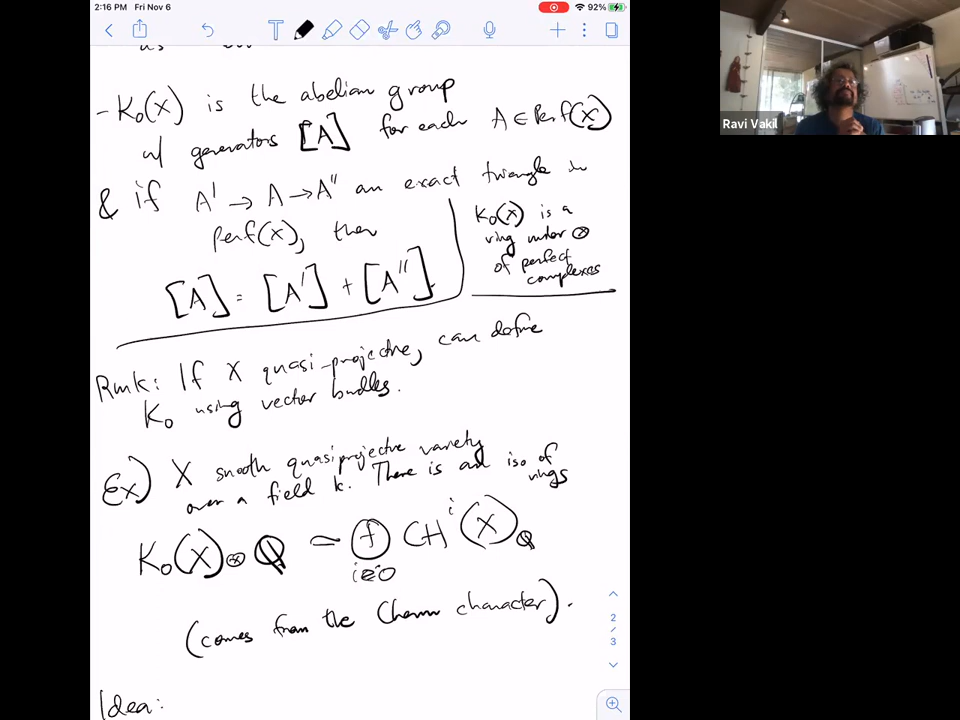 2:16 PM Fri Nov 6
92%
as
- K₀(X) is the abelian group
w/ generators [A] for each A ∈ Perf(X)
& if A' → A → A'' an exact triangle in
Perf(X), then
[A] = [A'] + [A''].
K₀(X) is a
ring under ⊗
of perfect
complexes
Rmk: If X quasi-projective, can define
K₀ using vector bundles.
Ex) X smooth quasiprojective variety
over a field k. There is an iso of
rings
K₀(X) ⊗ Q ≃ ⊕ CHⁱ(X)_Q
i≥0
(comes from the Chern character).
Idea:
2
/
3
Ravi Vakil